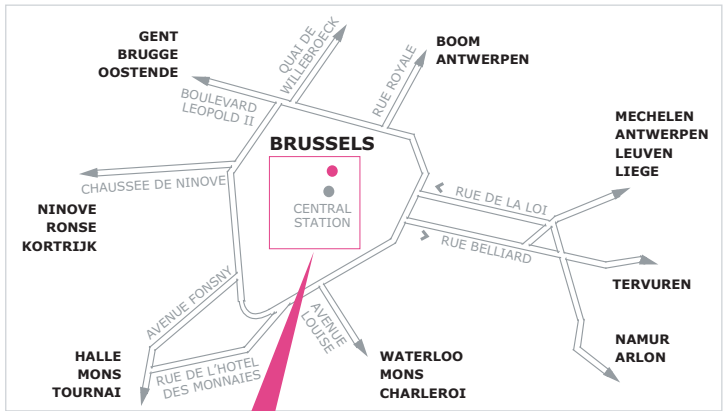 GENT
BRUGGE
OOSTENDE
QUAI DE
WILLEBROECK
BOOM
ANTWERPEN
RUE ROYALE
BOULEVARD
LEOPOLD II
MECHELEN
ANTWERPEN
LEUVEN
LIEGE
BRUSSELS
CHAUSSEE DE NINOVE
CENTRAL
STATION
RUE DE LA LOI
NINOVE
RONSE
KORTRIJK
RUE BELLIARD
TERVUREN
AVENUE FONSNY
AVENUE
LOUISE
NAMUR
ARLON
HALLE
MONS
TOURNAI
RUE DE L'HOTEL
DES MONNAIES
WATERLOO
MONS
CHARLEROI